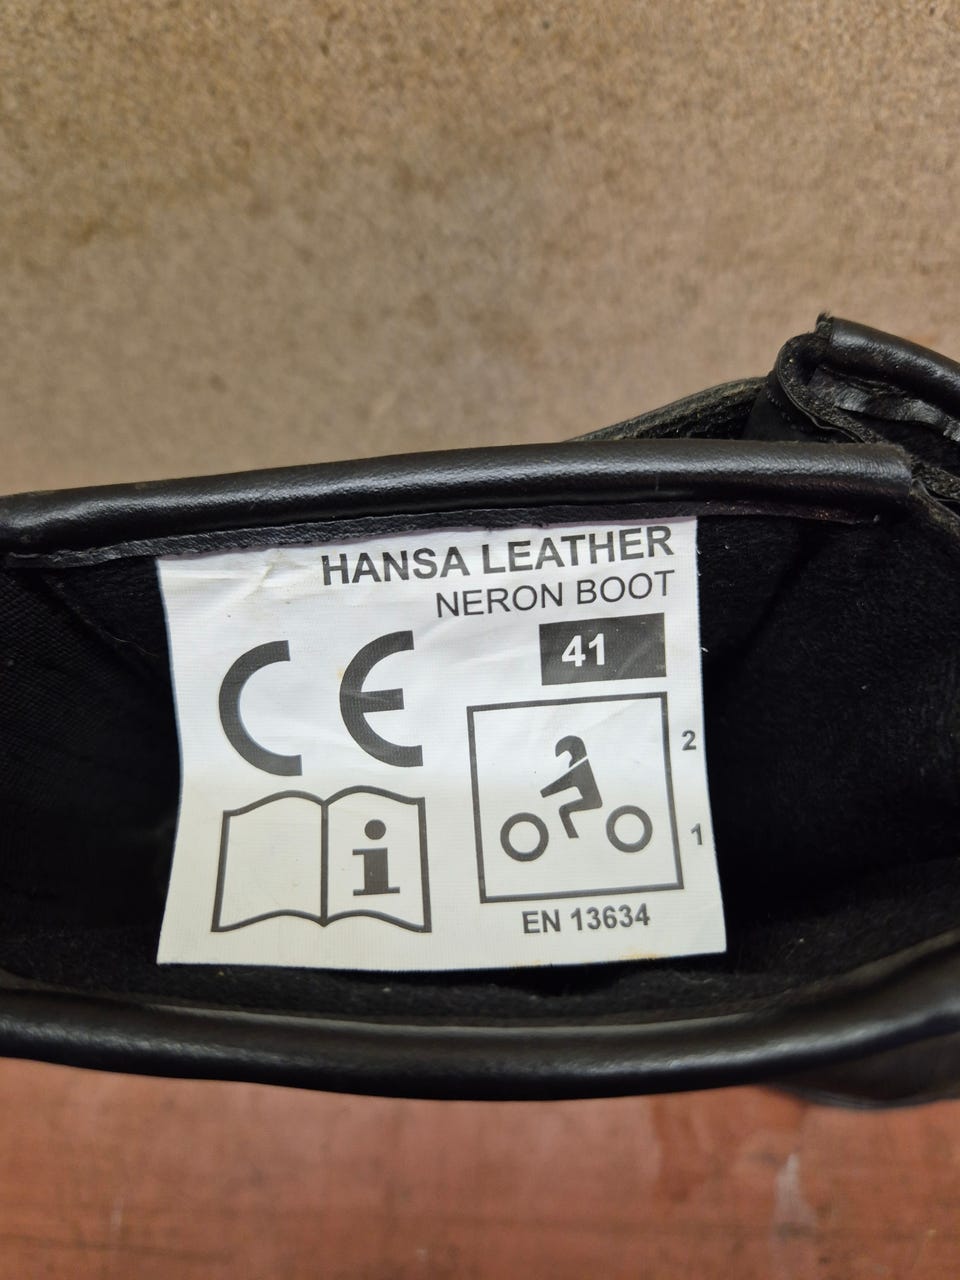 HANSA LEATHER
NERON BOOT
CE
41
2
1
i
EN 13634